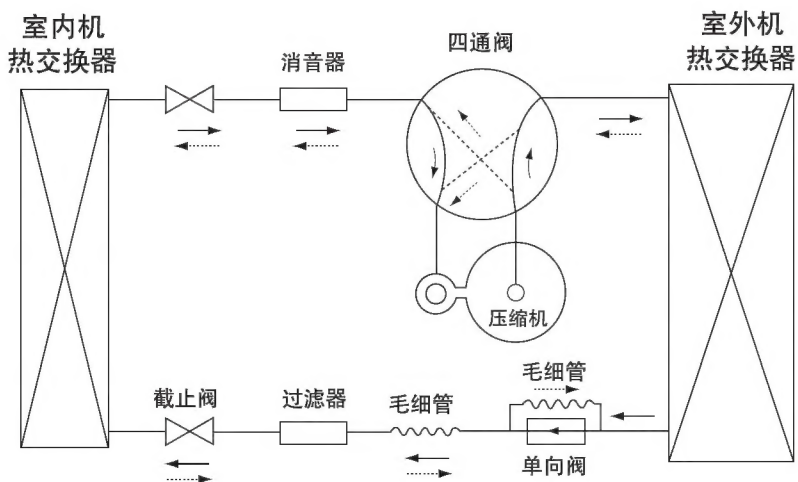 室内机
热交换器
消音器
四通阀
室外机
热交换器
压缩机
截止阀
过滤器
毛细管
毛细管
单向阀